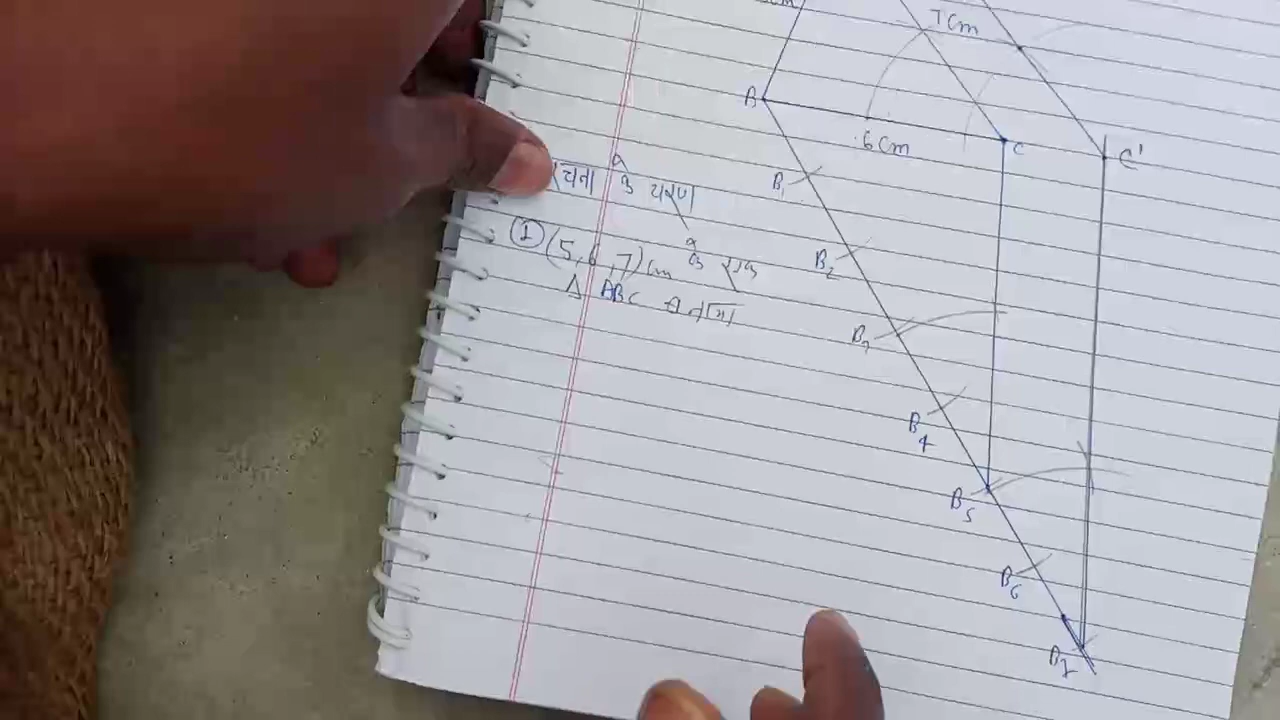 7cm
B
6cm
C
C'
B1
रचना के चरण
B2
① (5,6,7) cm
Δ ABC बनाया
B3
B4
B5
B6
B7